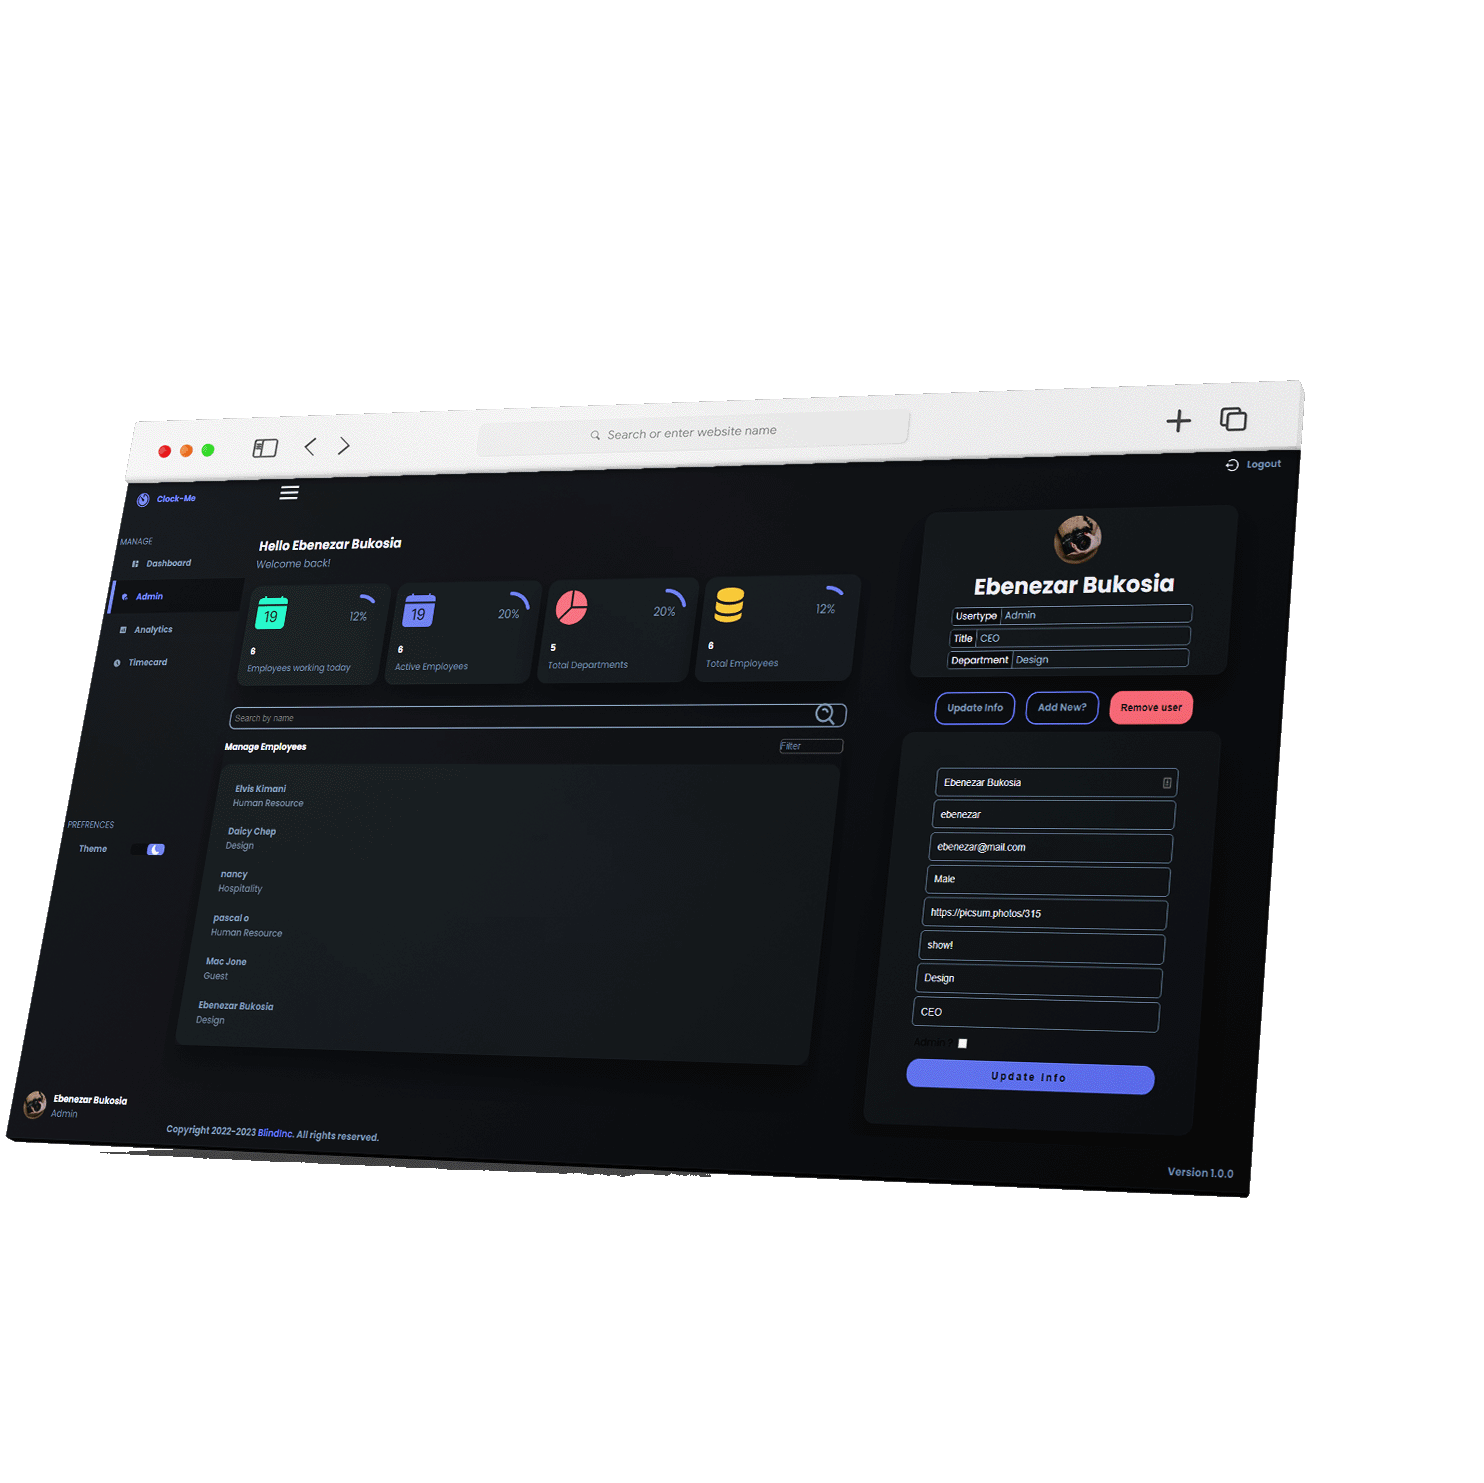 Search or enter website name
Logout
Clock-Me
MANAGE
Dashboard
Admin
Analytics
Timecard
PREFRENCES
Theme
Ebenezar Bukosia
Admin
Hello Ebenezar Bukosia
Welcome back!
19
12%
6
Employees working today
19
20%
6
Active Employees
20%
5
Total Departments
12%
6
Total Employees
Search by name
Manage Employees
Filter
Elvis Kimani
Human Resource
Daicy Chep
Design
nancy
Hospitality
pascal o
Human Resource
Mac Jone
Guest
Ebenezar Bukosia
Design
Copyright 2022-2023 BlindInc. All rights reserved.
Ebenezar Bukosia
Usertype Admin
Title CEO
Department Design
Update Info
Add New?
Remove user
Ebenezar Bukosia
ebenezar
ebenezar@mail.com
Male
https://picsum.photos/315
show!
Design
CEO
Admin ?
Update Info
Version 1.0.0